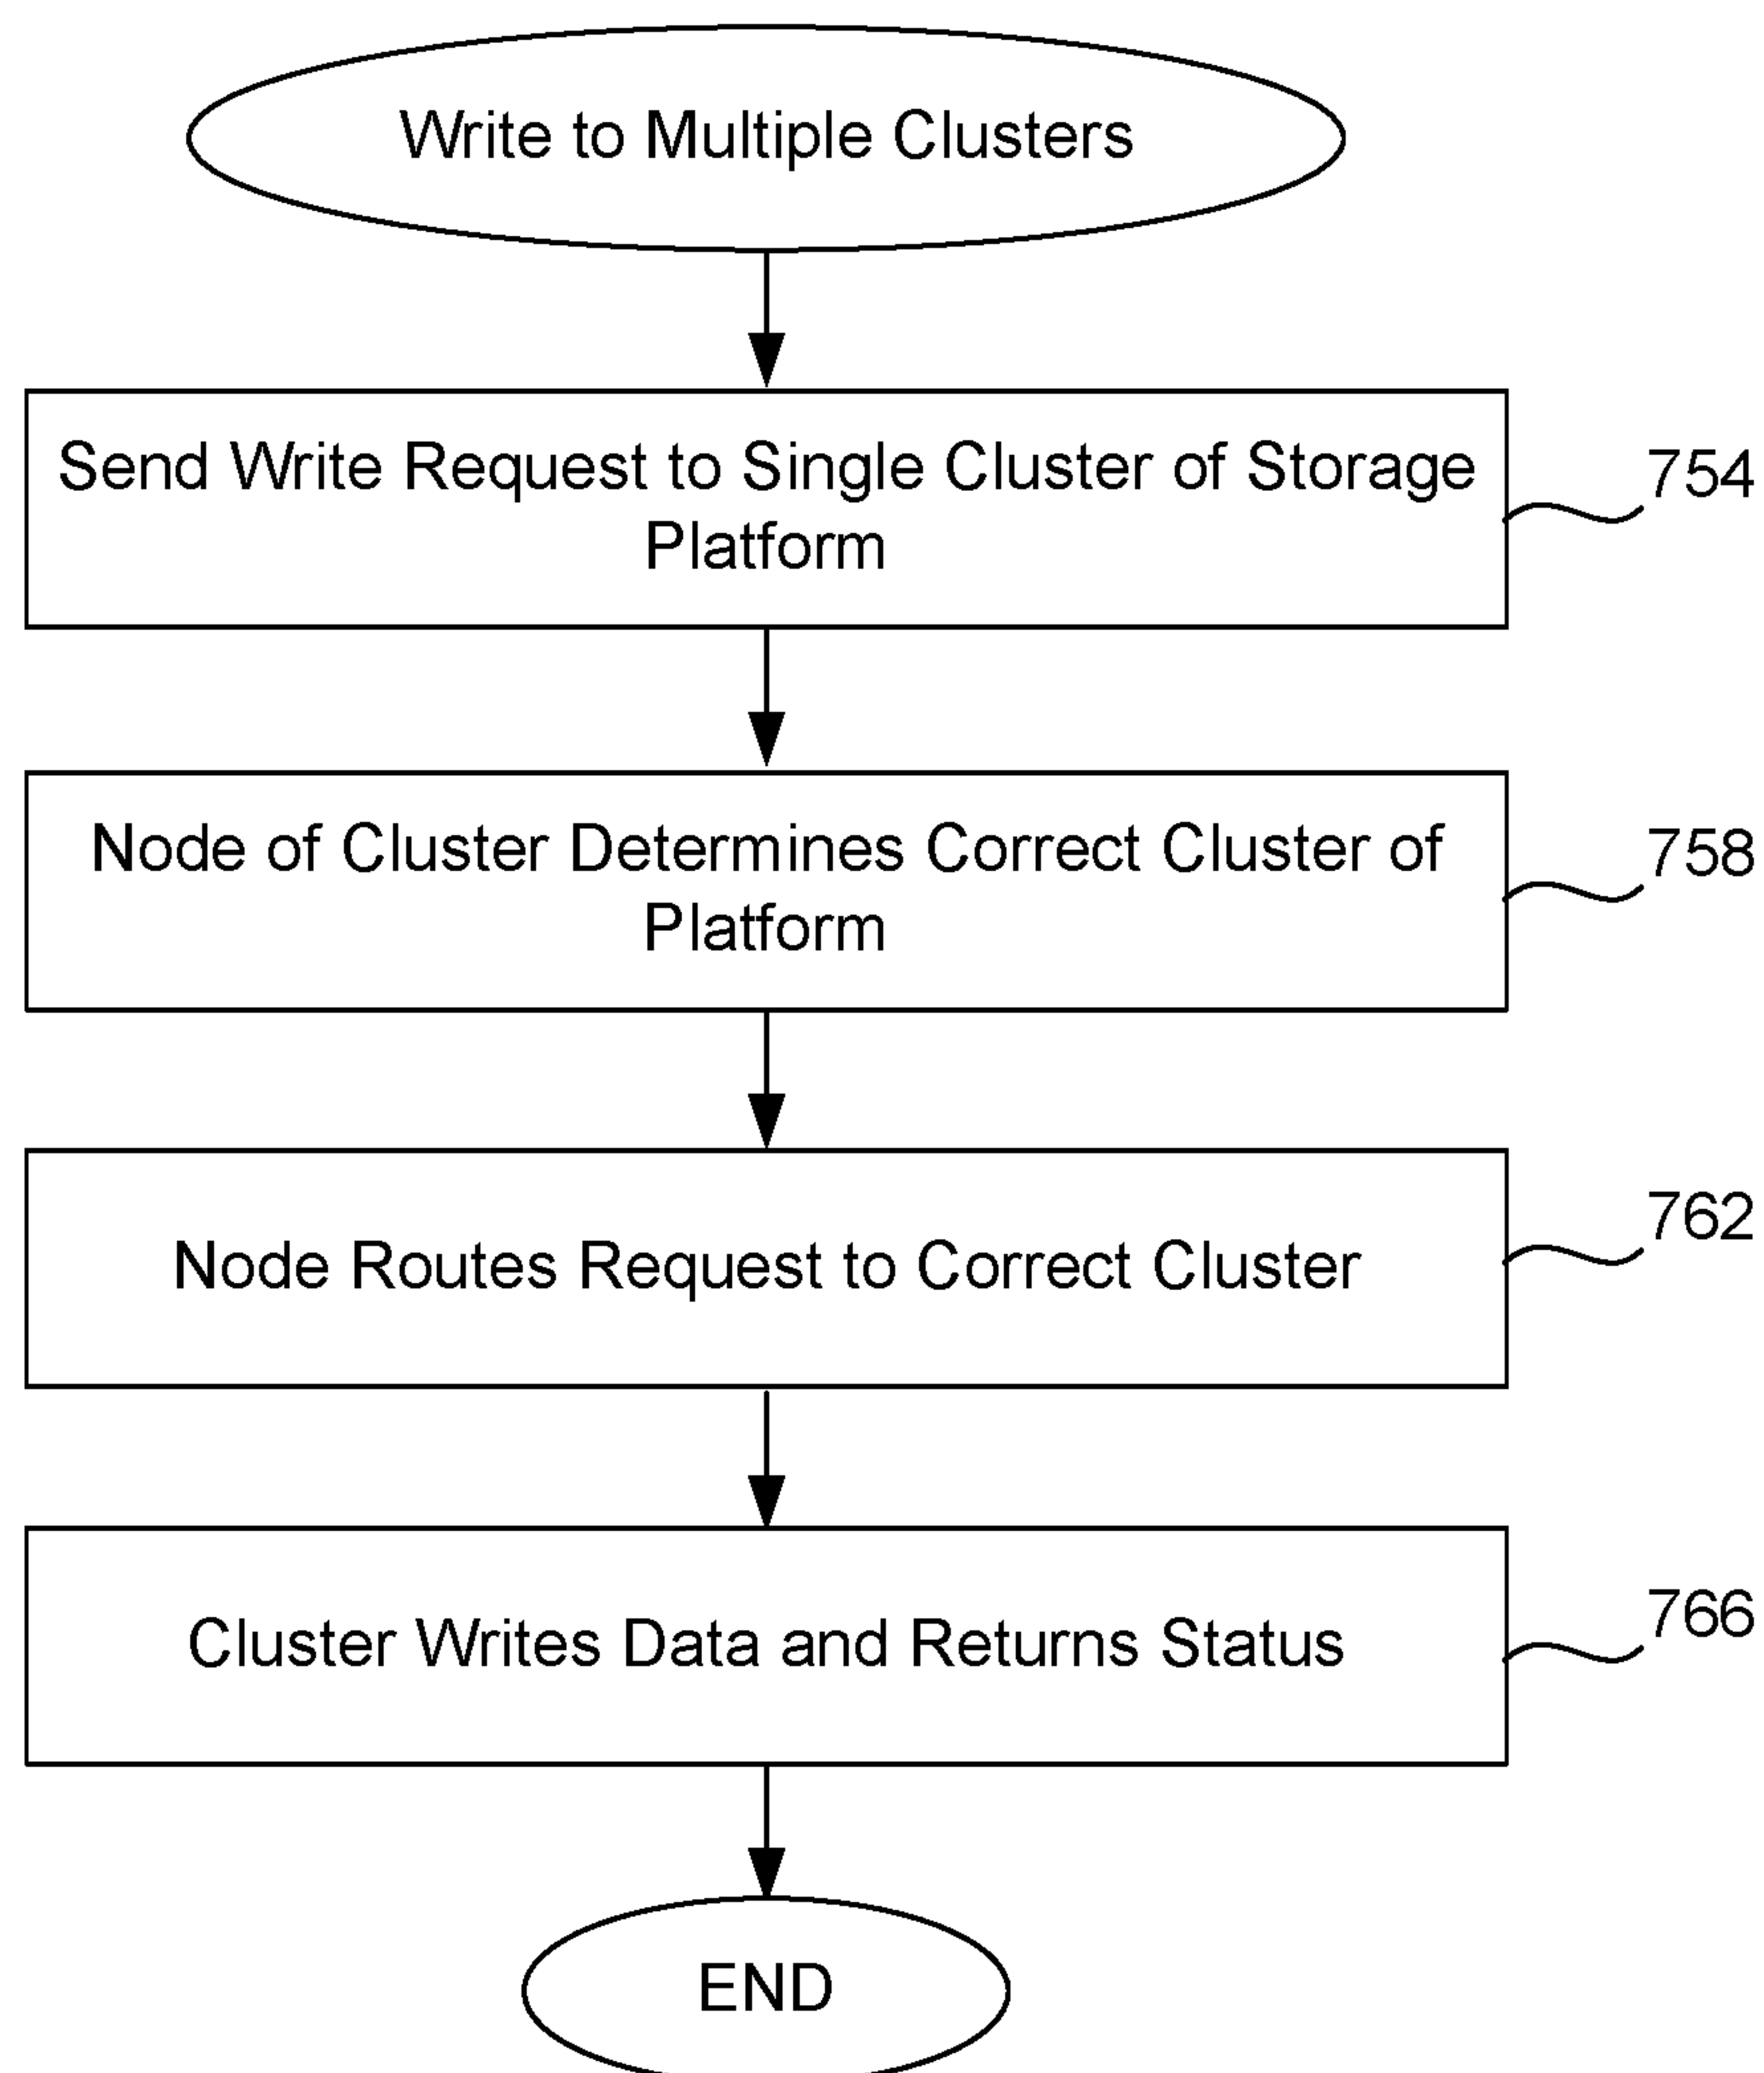 Write to Multiple Clusters
Send Write Request to Single Cluster of Storage
Platform
754
Node of Cluster Determines Correct Cluster of
Platform
758
Node Routes Request to Correct Cluster
762
Cluster Writes Data and Returns Status
766
END